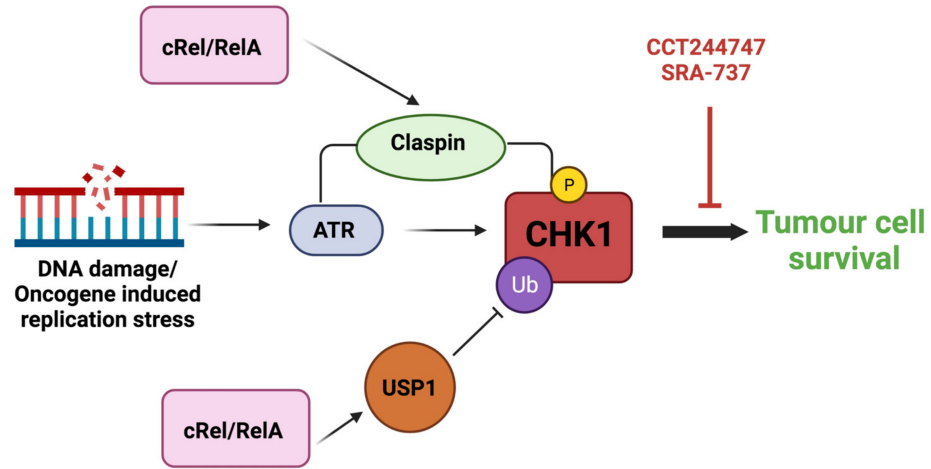 cRel/RelA
CCT244747
SRA-737
Claspin
P
ATR
CHK1
Tumour cell
survival
DNA damage/
Oncogene induced
replication stress
Ub
USP1
cRel/RelA